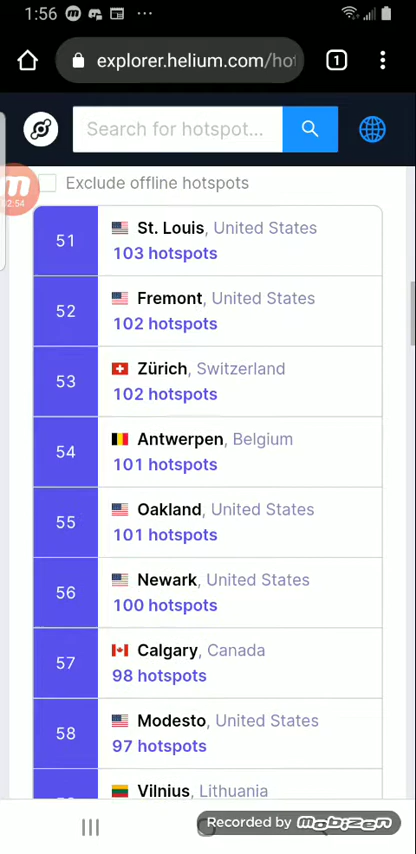 1:56
explorer.helium.com/hot
1
Search for hotspot...
02:54
Exclude offline hotspots
51
St. Louis, United States
103 hotspots
52
Fremont, United States
102 hotspots
53
Zürich, Switzerland
102 hotspots
54
Antwerpen, Belgium
101 hotspots
55
Oakland, United States
101 hotspots
56
Newark, United States
100 hotspots
57
Calgary, Canada
98 hotspots
58
Modesto, United States
97 hotspots
Vilnius, Lithuania
Recorded by mobizen